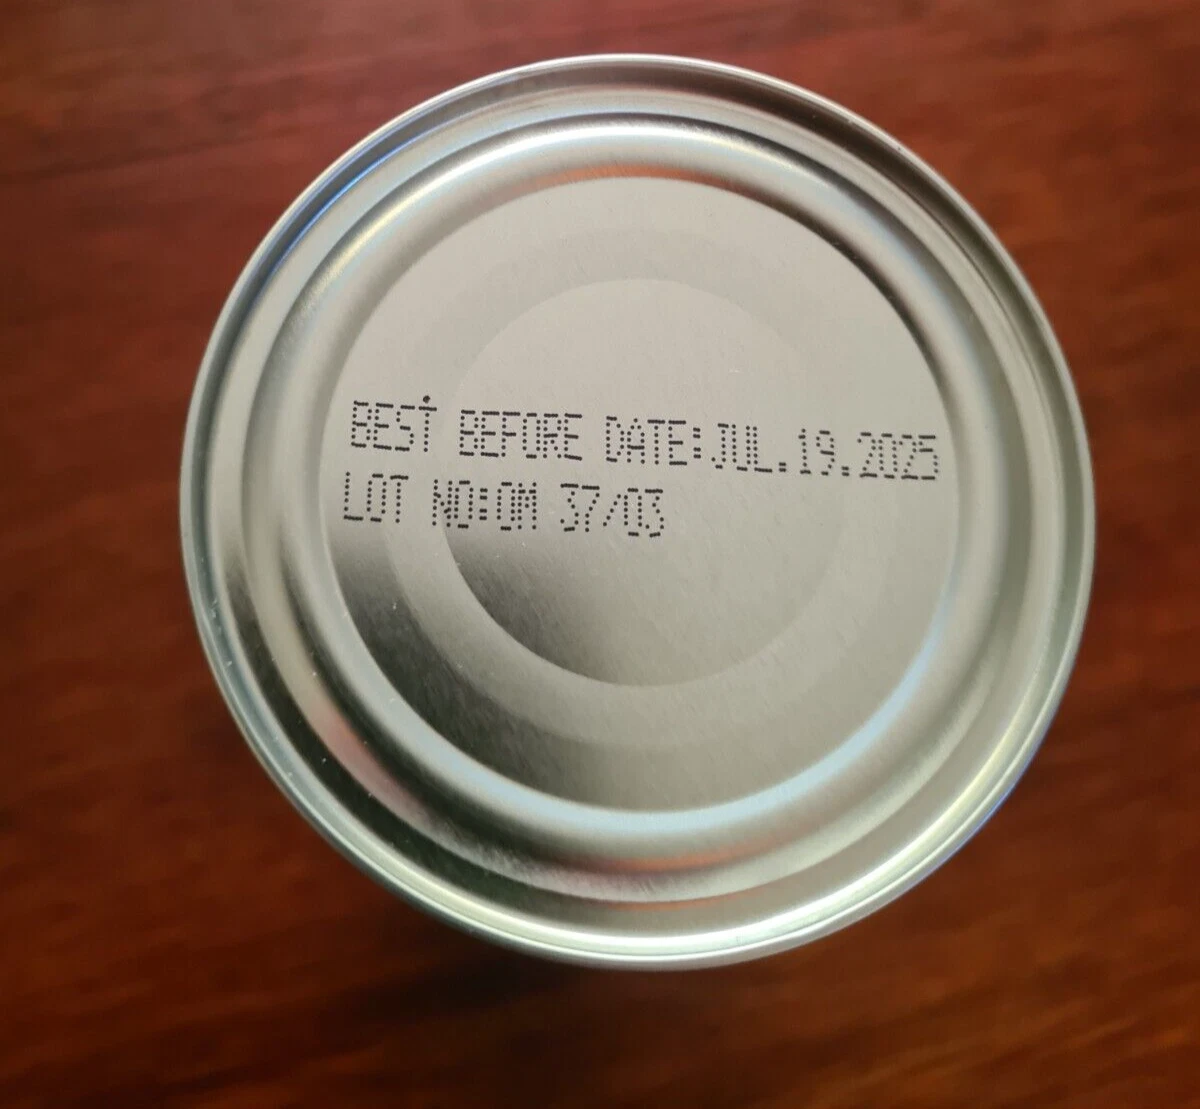 BEST BEFORE DATE:JUL.19.2025
LOT NO:OM 37/03